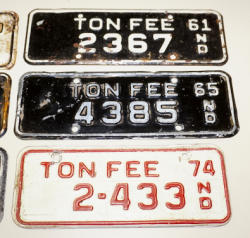 TON FEE 61
2367 ND
TON FEE 65
4385 ND
TON FEE 74
2-433 ND